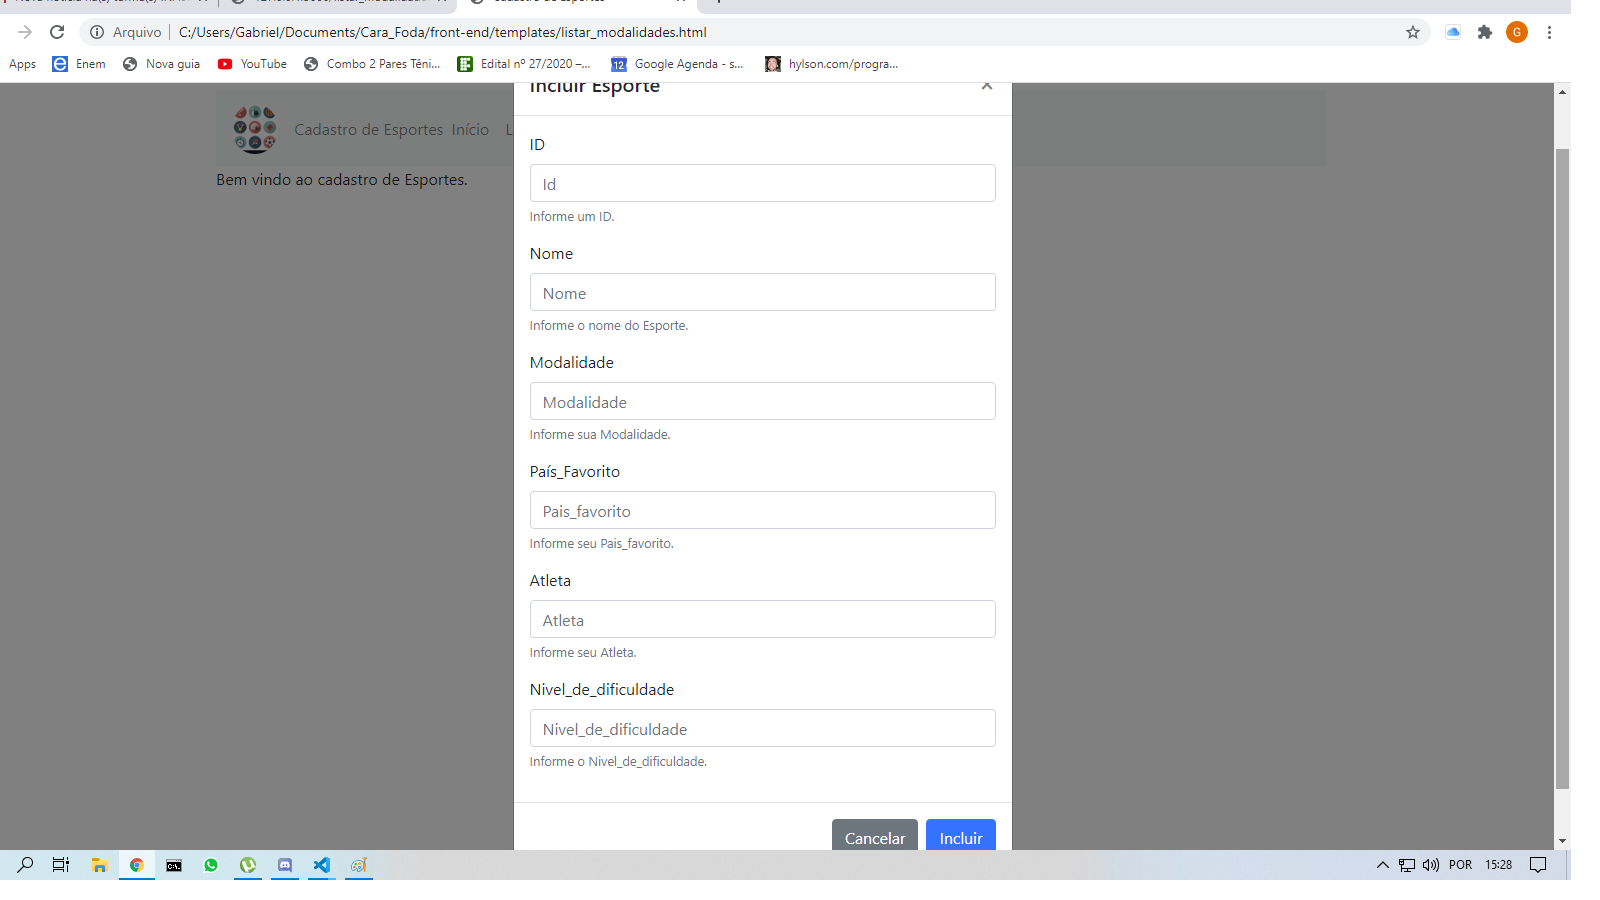 Arquivo C:/Users/Gabriel/Documents/Cara_Foda/front-end/templates/listar_modalidades.html G
Apps Enem Nova guia YouTube Combo 2 Pares Têni... Edital nº 27/2020 –... 12 Google Agenda - s... hylson.com/progra...
Incluir Esporte
Cadastro de Esportes Início L
Bem vindo ao cadastro de Esportes.
ID
Id
Informe um ID.
Nome
Nome
Informe o nome do Esporte.
Modalidade
Modalidade
Informe sua Modalidade.
País_Favorito
Pais_favorito
Informe seu Pais_favorito.
Atleta
Atleta
Informe seu Atleta.
Nivel_de_dificuldade
Nivel_de_dificuldade
Informe o Nivel_de_dificuldade.
Cancelar Incluir
POR 15:28